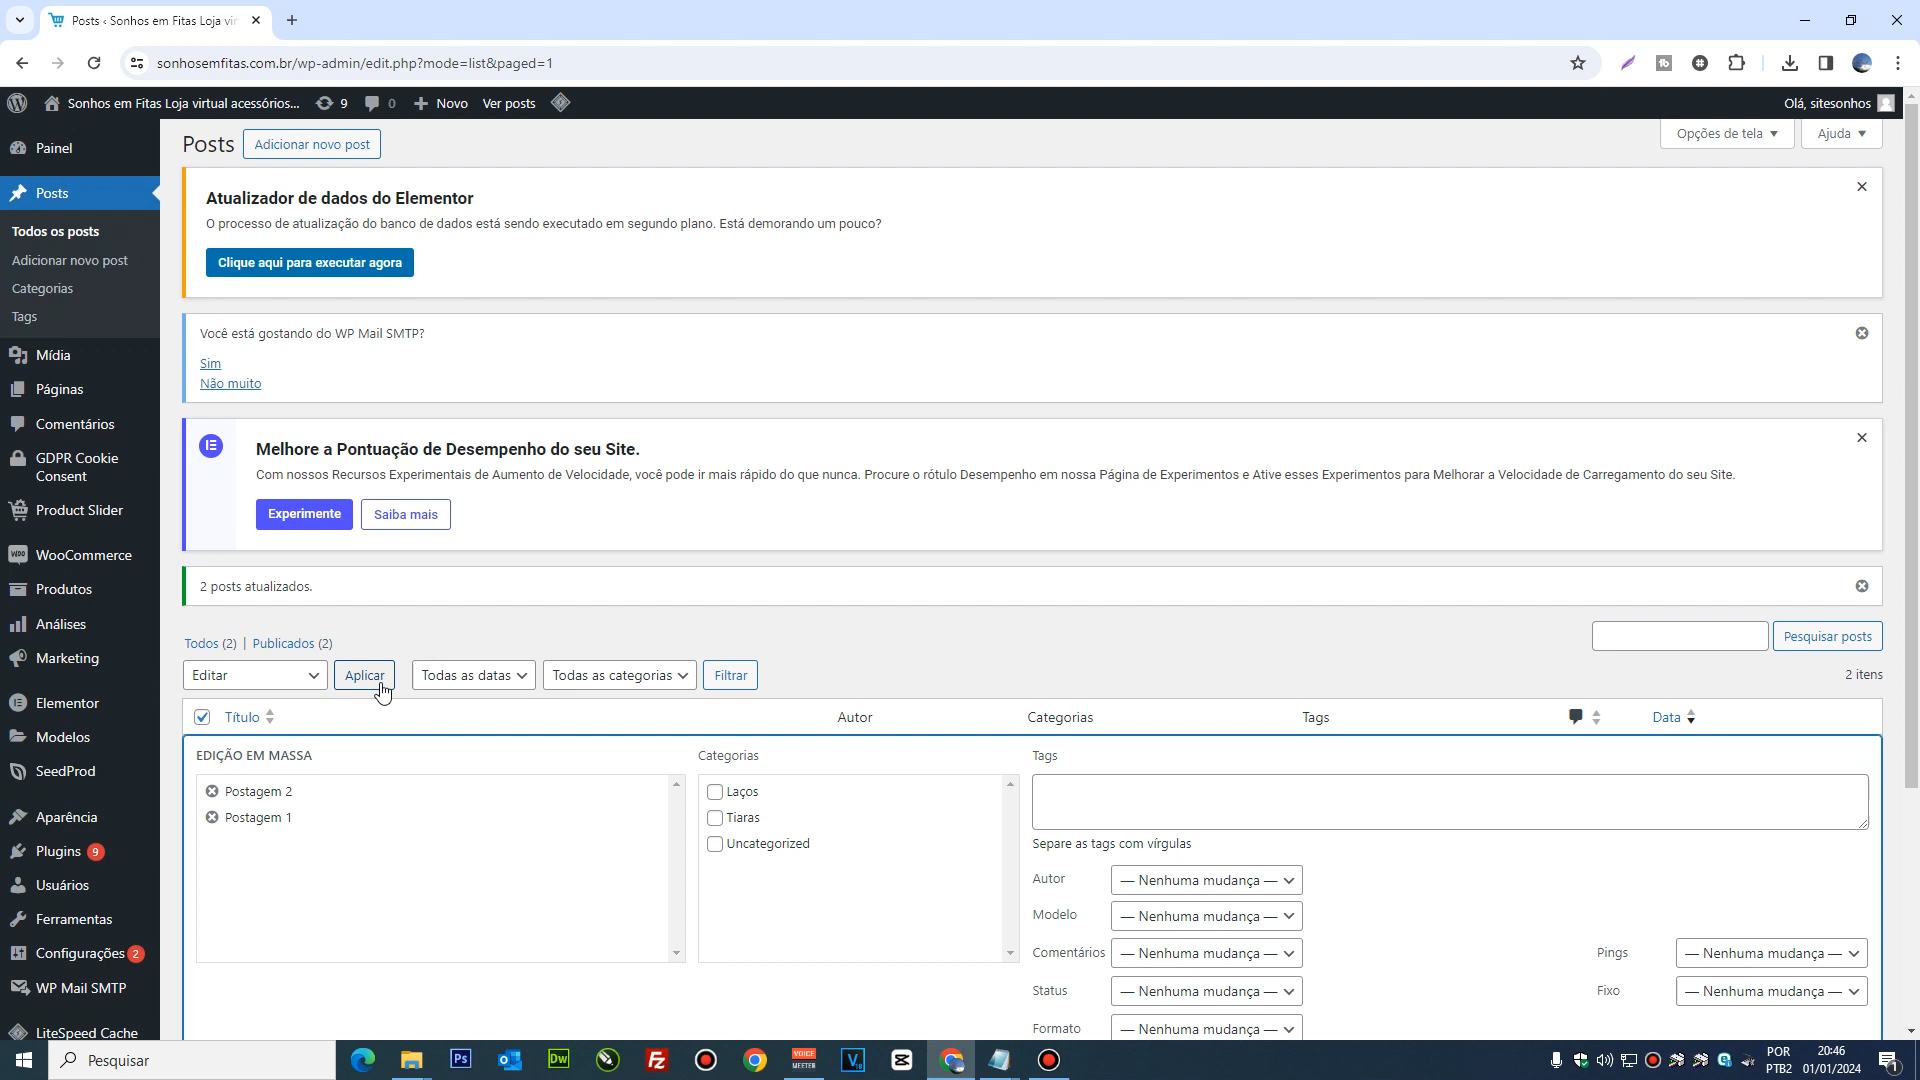 Posts ‹ Sonhos em Fitas Loja vir
sonhosemfitas.com.br/wp-admin/edit.php?mode=list&paged=1
Sonhos em Fitas Loja virtual acessórios... 9 0 Novo Ver posts
Olá, sitesonhos
Painel
Posts
Todos os posts
Adicionar novo post
Categorias
Tags
Mídia
Páginas
Comentários
GDPR Cookie
Consent
Product Slider
WooCommerce
Produtos
Análises
Marketing
Elementor
Modelos
SeedProd
Aparência
Plugins 9
Usuários
Ferramentas
Configurações 2
WP Mail SMTP
LiteSpeed Cache
Posts Adicionar novo post
Opções de tela Ajuda
Atualizador de dados do Elementor
O processo de atualização do banco de dados está sendo executado em segundo plano. Está demorando um pouco?
Clique aqui para executar agora
Você está gostando do WP Mail SMTP?
Sim
Não muito
Melhore a Pontuação de Desempenho do seu Site.
Com nossos Recursos Experimentais de Aumento de Velocidade, você pode ir mais rápido do que nunca. Procure o rótulo Desempenho em nossa Página de Experimentos e Ative esses Experimentos para Melhorar a Velocidade de Carregamento do seu Site.
Experimente Saiba mais
2 posts atualizados.
Todos (2) | Publicados (2)
Pesquisar posts
Editar Aplicar Todas as datas Todas as categorias Filtrar
2 itens
Título Autor Categorias Tags Data
EDIÇÃO EM MASSA
Postagem 2
Postagem 1
Categorias
Laços
Tiaras
Uncategorized
Tags
Separe as tags com vírgulas
Autor — Nenhuma mudança —
Modelo — Nenhuma mudança —
Comentários — Nenhuma mudança — Pings — Nenhuma mudança —
Status — Nenhuma mudança — Fixo — Nenhuma mudança —
Formato — Nenhuma mudança —
Pesquisar
Ps
Dw
Fz
VOICE
MEETER
POR
PTB2
20:46
01/01/2024
1